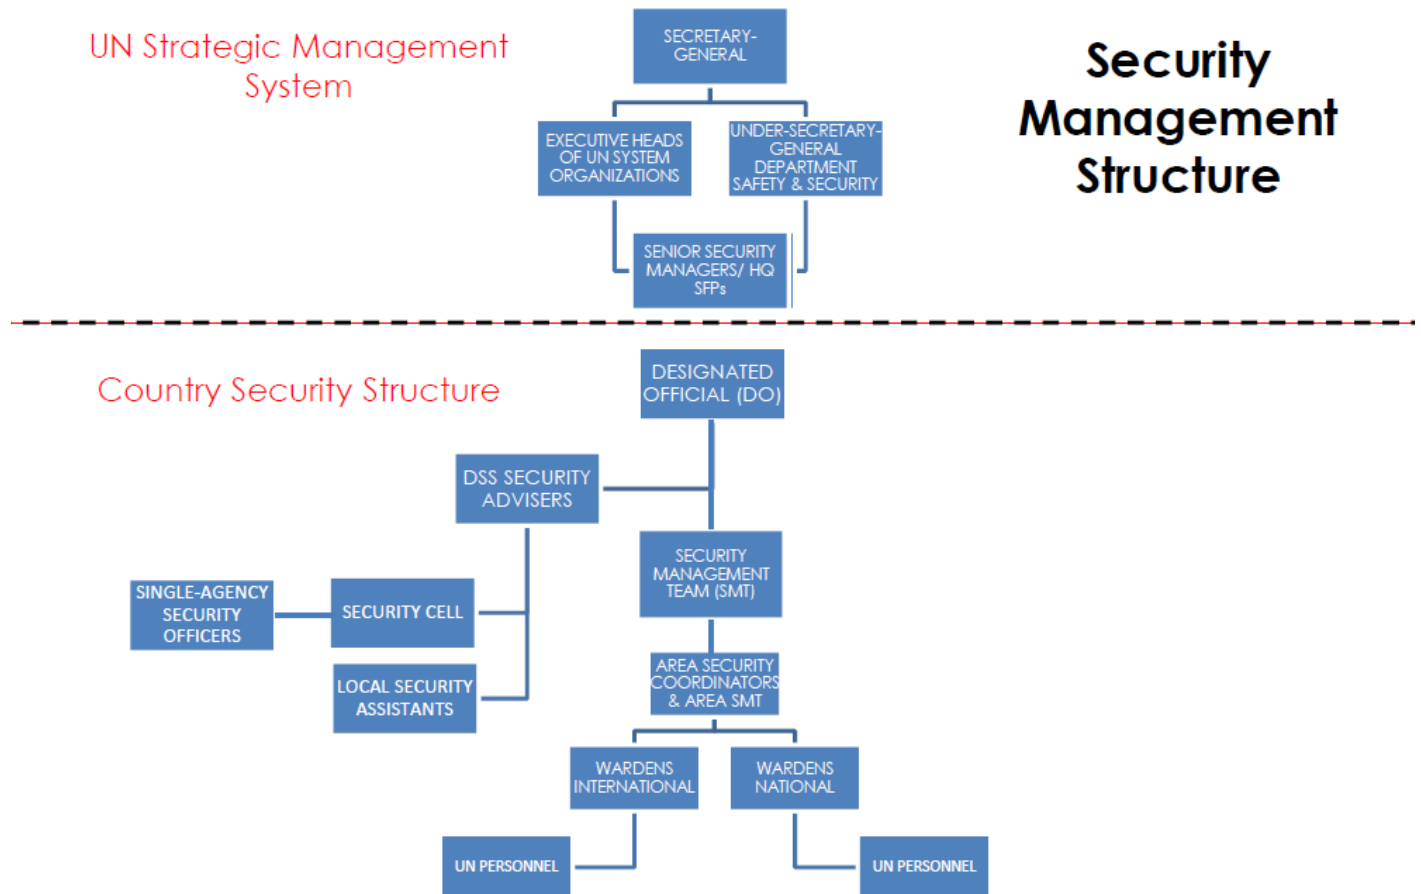 UN Strategic Management
System
SECRETARY-
GENERAL
Security
Management
Structure
EXECUTIVE HEADS
OF UN SYSTEM
ORGANIZATIONS
UNDER-SECRETARY-
GENERAL
DEPARTMENT
SAFETY & SECURITY
SENIOR SECURITY
MANAGERS/ HQ
SFPs
Country Security Structure
DESIGNATED
OFFICIAL (DO)
DSS SECURITY
ADVISERS
SECURITY
MANAGEMENT
TEAM (SMT)
SINGLE-AGENCY
SECURITY
OFFICERS
SECURITY CELL
LOCAL SECURITY
ASSISTANTS
AREA SECURITY
COORDINATORS
& AREA SMT
WARDENS
INTERNATIONAL
WARDENS
NATIONAL
UN PERSONNEL
UN PERSONNEL